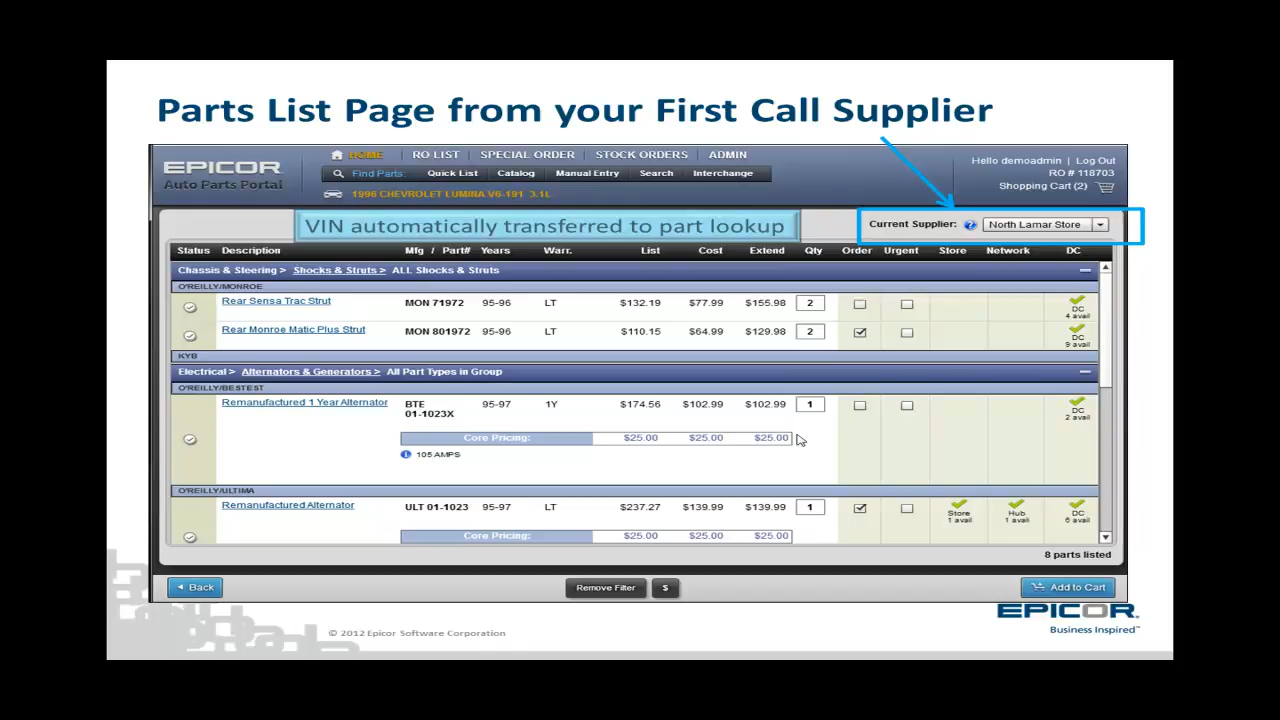 Parts List Page from your First Call Supplier
EPICOR
Auto Parts Portal
HOME RO LIST SPECIAL ORDER STOCK ORDERS ADMIN
Find Parts: Quick List Catalog Manual Entry Search Interchange
1996 CHEVROLET LUMINA V6-191 3.1L
Hello demoadmin | Log Out
RO # 118703
Shopping Cart (2)
VIN automatically transferred to part lookup
Current Supplier: North Lamar Store
Status Description Mfg / Part# Years Warr. List Cost Extend Qty Order Urgent Store Network DC
Chassis & Steering > Shocks & Struts > ALL Shocks & Struts
O'REILLY/MONROE
Rear Sensa Trac Strut MON 71972 95-96 LT $132.19 $77.99 $155.98 2 DC
4 avail
Rear Monroe Matic Plus Strut MON 801972 95-96 LT $110.15 $64.99 $129.98 2 DC
9 avail
KYB
Electrical > Alternators & Generators > All Part Types in Group
O'REILLY/BESTEST
Remanufactured 1 Year Alternator BTE 95-97 1Y $174.56 $102.99 $102.99 1 DC
01-1023X 2 avail
Core Pricing: $25.00 $25.00 $25.00
105 AMPS
O'REILLY/ULTIMA
Remanufactured Alternator ULT 01-1023 95-97 LT $237.27 $139.99 $139.99 1 Store Hub DC
1 avail 1 avail 6 avail
Core Pricing: $25.00 $25.00 $25.00
8 parts listed
Back Remove Filter $ Add to Cart
EPICOR®
Business Inspired™
© 2012 Epicor Software Corporation